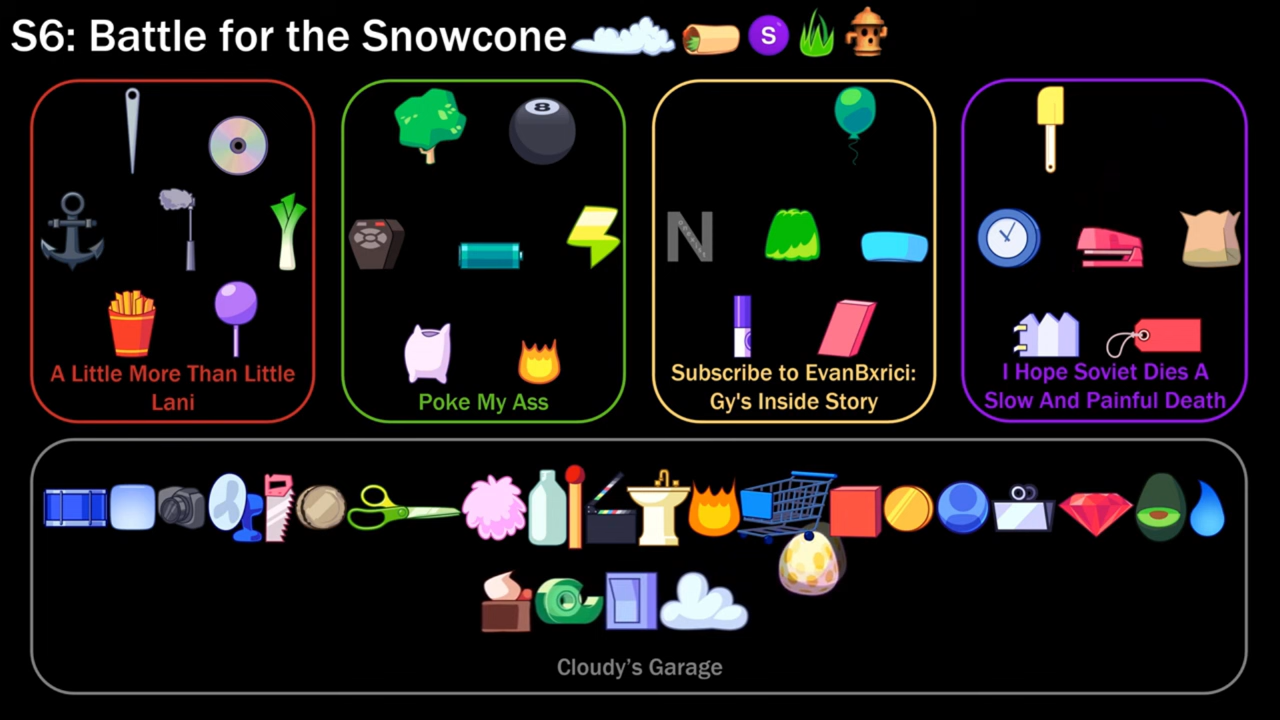 S6: Battle for the Snowcone
S
8
N
A Little More Than Little
Lani
Poke My Ass
Subscribe to EvanBxrici:
Gy's Inside Story
I Hope Soviet Dies A
Slow And Painful Death
Cloudy's Garage